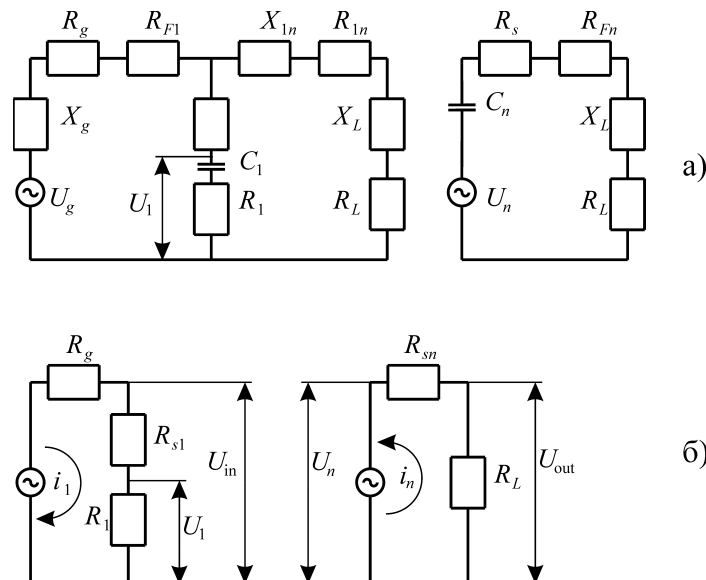 R_g R_F1 X_1n R_1n R_s R_Fn
X_g X_L C_n X_L
C_1 а)
U_g U_1 R_1 R_L U_n R_L
R_g R_sn
R_s1 U_in U_n U_out б)
i_1 i_n R_L
R_1 U_1